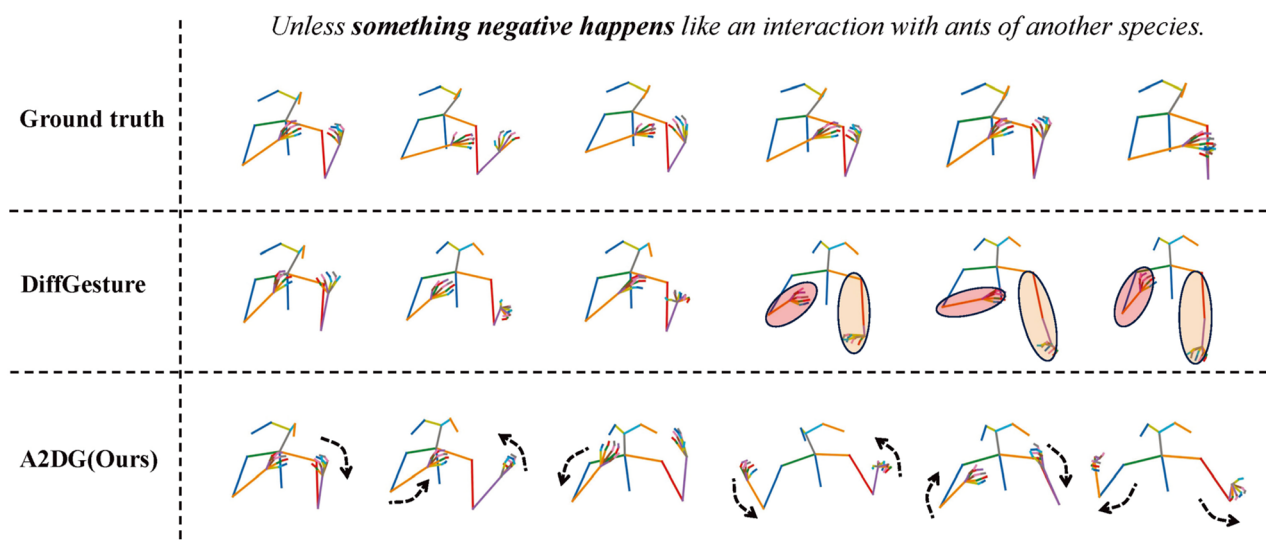 Unless something negative happens like an interaction with ants of another species.
Ground truth
DiffGesture
A2DG(Ours)